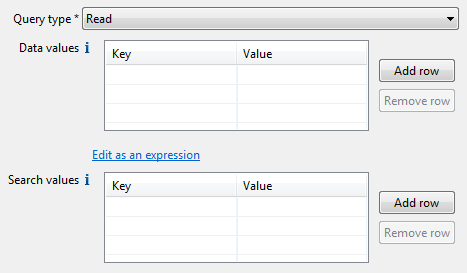 Query type * Read
Data values i
Key Value
Add row
Remove row
Edit as an expression
Search values i
Key Value
Add row
Remove row